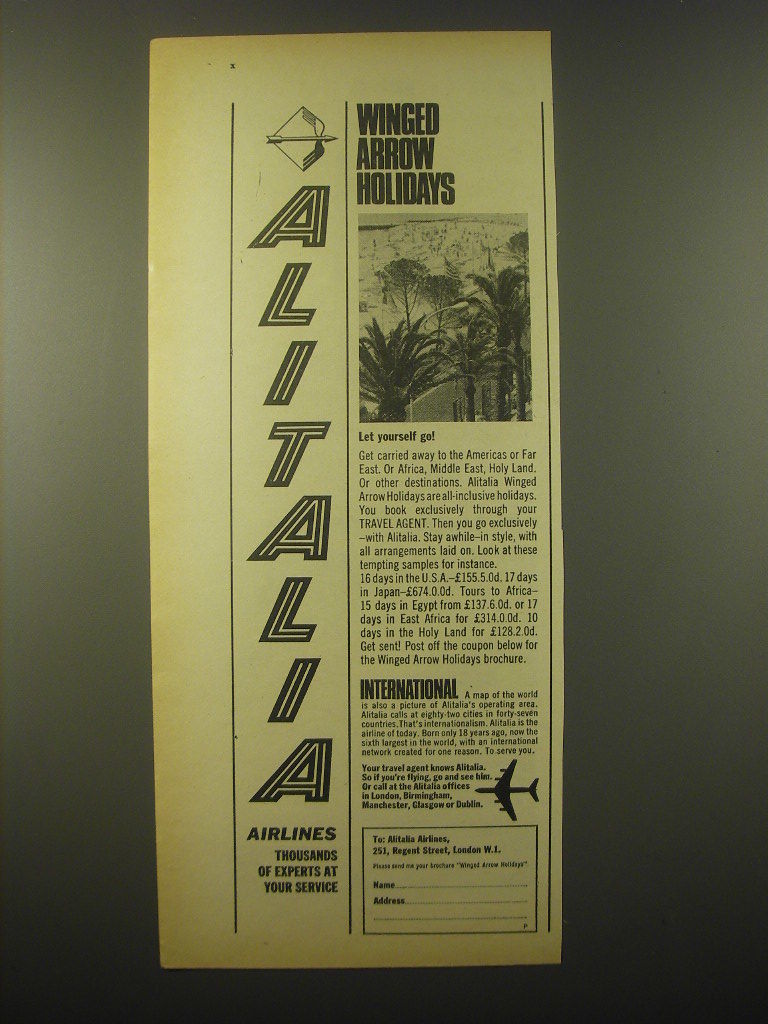 x
ALITALIA
AIRLINES
THOUSANDS
OF EXPERTS AT
YOUR SERVICE
WINGED
ARROW
HOLIDAYS
Let yourself go!
Get carried away to the Americas or Far
East. Or Africa, Middle East, Holy Land.
Or other destinations. Alitalia Winged
Arrow Holidays are all-inclusive holidays.
You book exclusively through your
TRAVEL AGENT. Then you go exclusively
–with Alitalia. Stay awhile–in style, with
all arrangements laid on. Look at these
tempting samples for instance.
16 days in the U.S.A.–£155.5.0d. 17 days
in Japan–£674.0.0d. Tours to Africa–
15 days in Egypt from £137.6.0d. or 17
days in East Africa for £314.0.0d. 10
days in the Holy Land for £128.2.0d.
Get sent! Post off the coupon below for
the Winged Arrow Holidays brochure.
INTERNATIONAL A map of the world
is also a picture of Alitalia's operating area.
Alitalia calls at eighty-two cities in forty-seven
countries. That's internationalism. Alitalia is the
airline of today. Born only 18 years ago, now the
sixth largest in the world, with an international
network created for one reason. To serve you.
Your travel agent knows Alitalia.
So if you're flying, go and see him.
Or call at the Alitalia offices
in London, Birmingham,
Manchester, Glasgow or Dublin.
To: Alitalia Airlines,
251, Regent Street, London W.1.
Please send me your brochure "Winged Arrow Holidays"
Name
Address
P